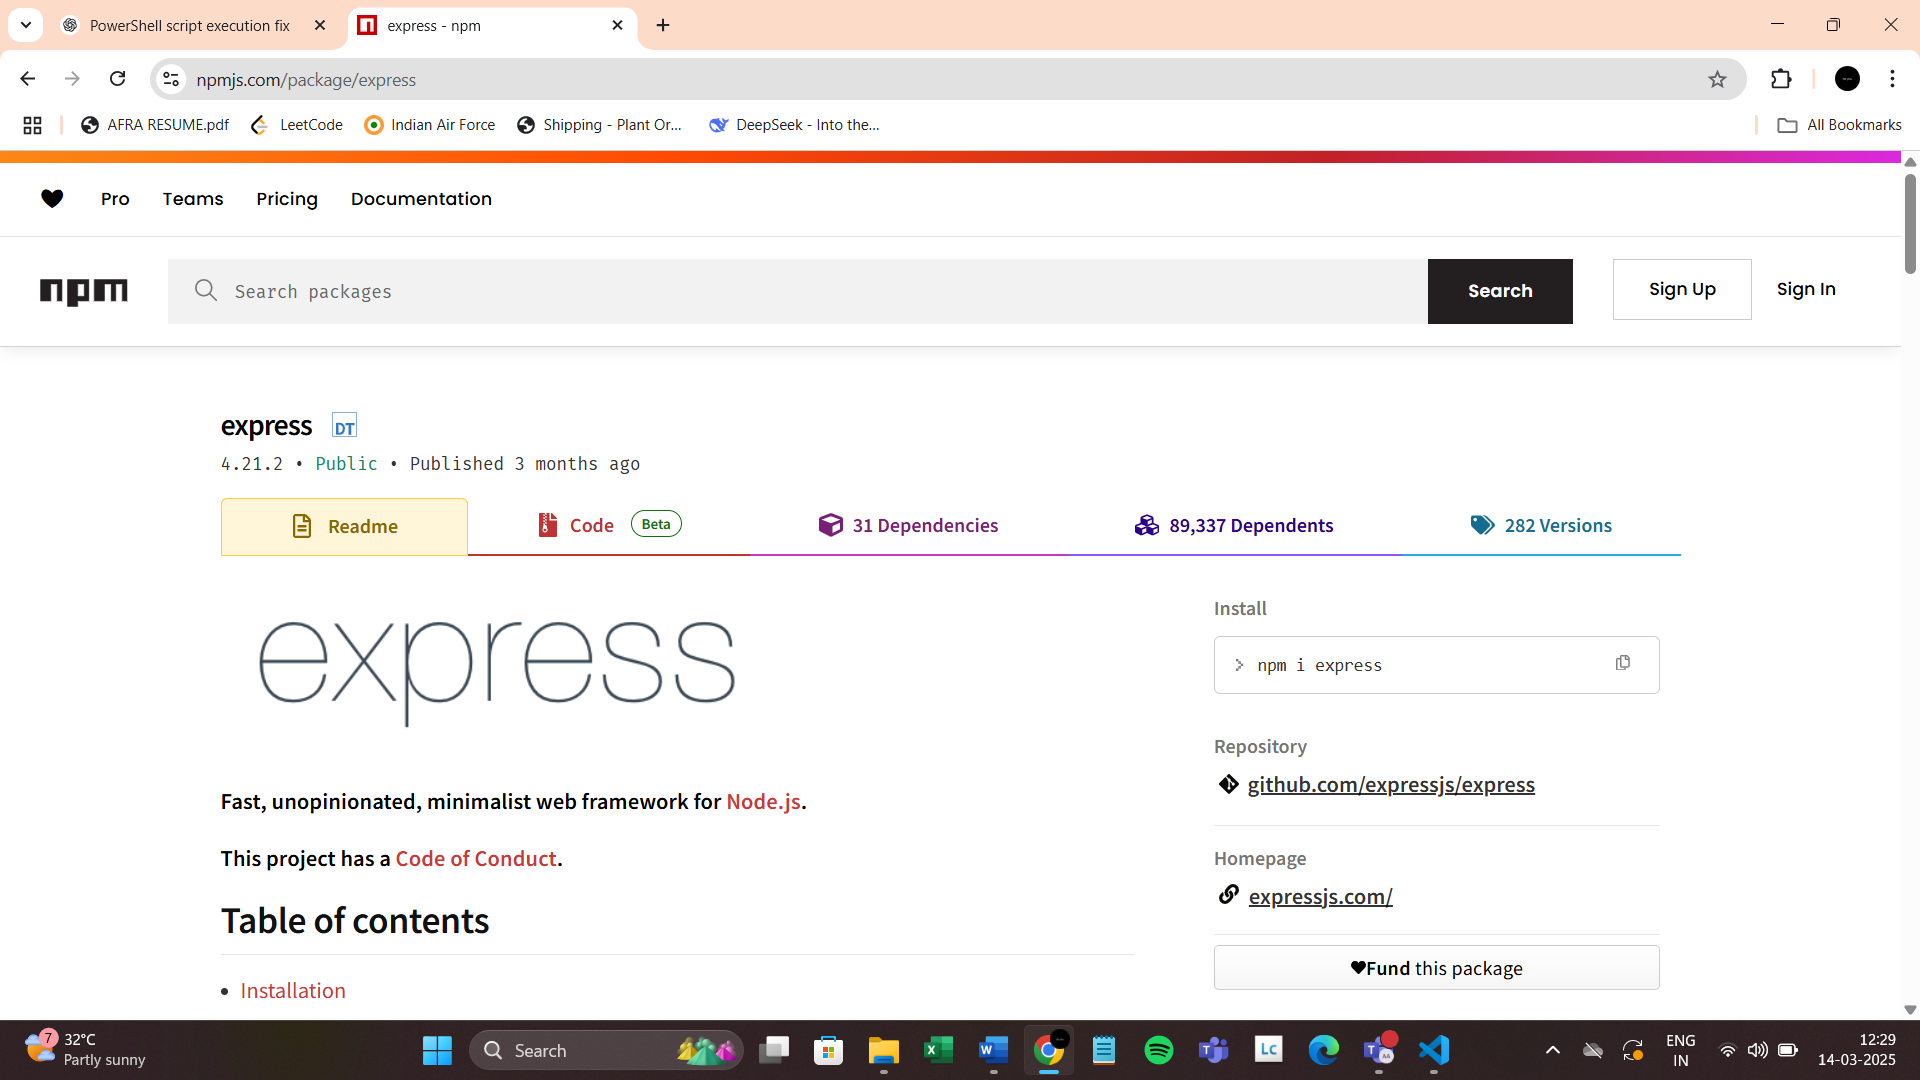 PowerShell script execution fix
express - npm
npmjs.com/package/express
AFRA RESUME.pdf
LeetCode
Indian Air Force
Shipping - Plant Or...
DeepSeek - Into the...
All Bookmarks
Pro
Teams
Pricing
Documentation
npm
Search packages
Search
Sign Up
Sign In
express
DT
4.21.2 • Public • Published 3 months ago
Readme
Code
Beta
31 Dependencies
89,337 Dependents
282 Versions
express
Install
npm i express
Repository
github.com/expressjs/express
Fast, unopinionated, minimalist web framework for Node.js.
This project has a Code of Conduct.
Homepage
expressjs.com/
Table of contents
Fund this package
• Installation
7
32°C
Partly sunny
Search
LC
ENG
IN
12:29
14-03-2025